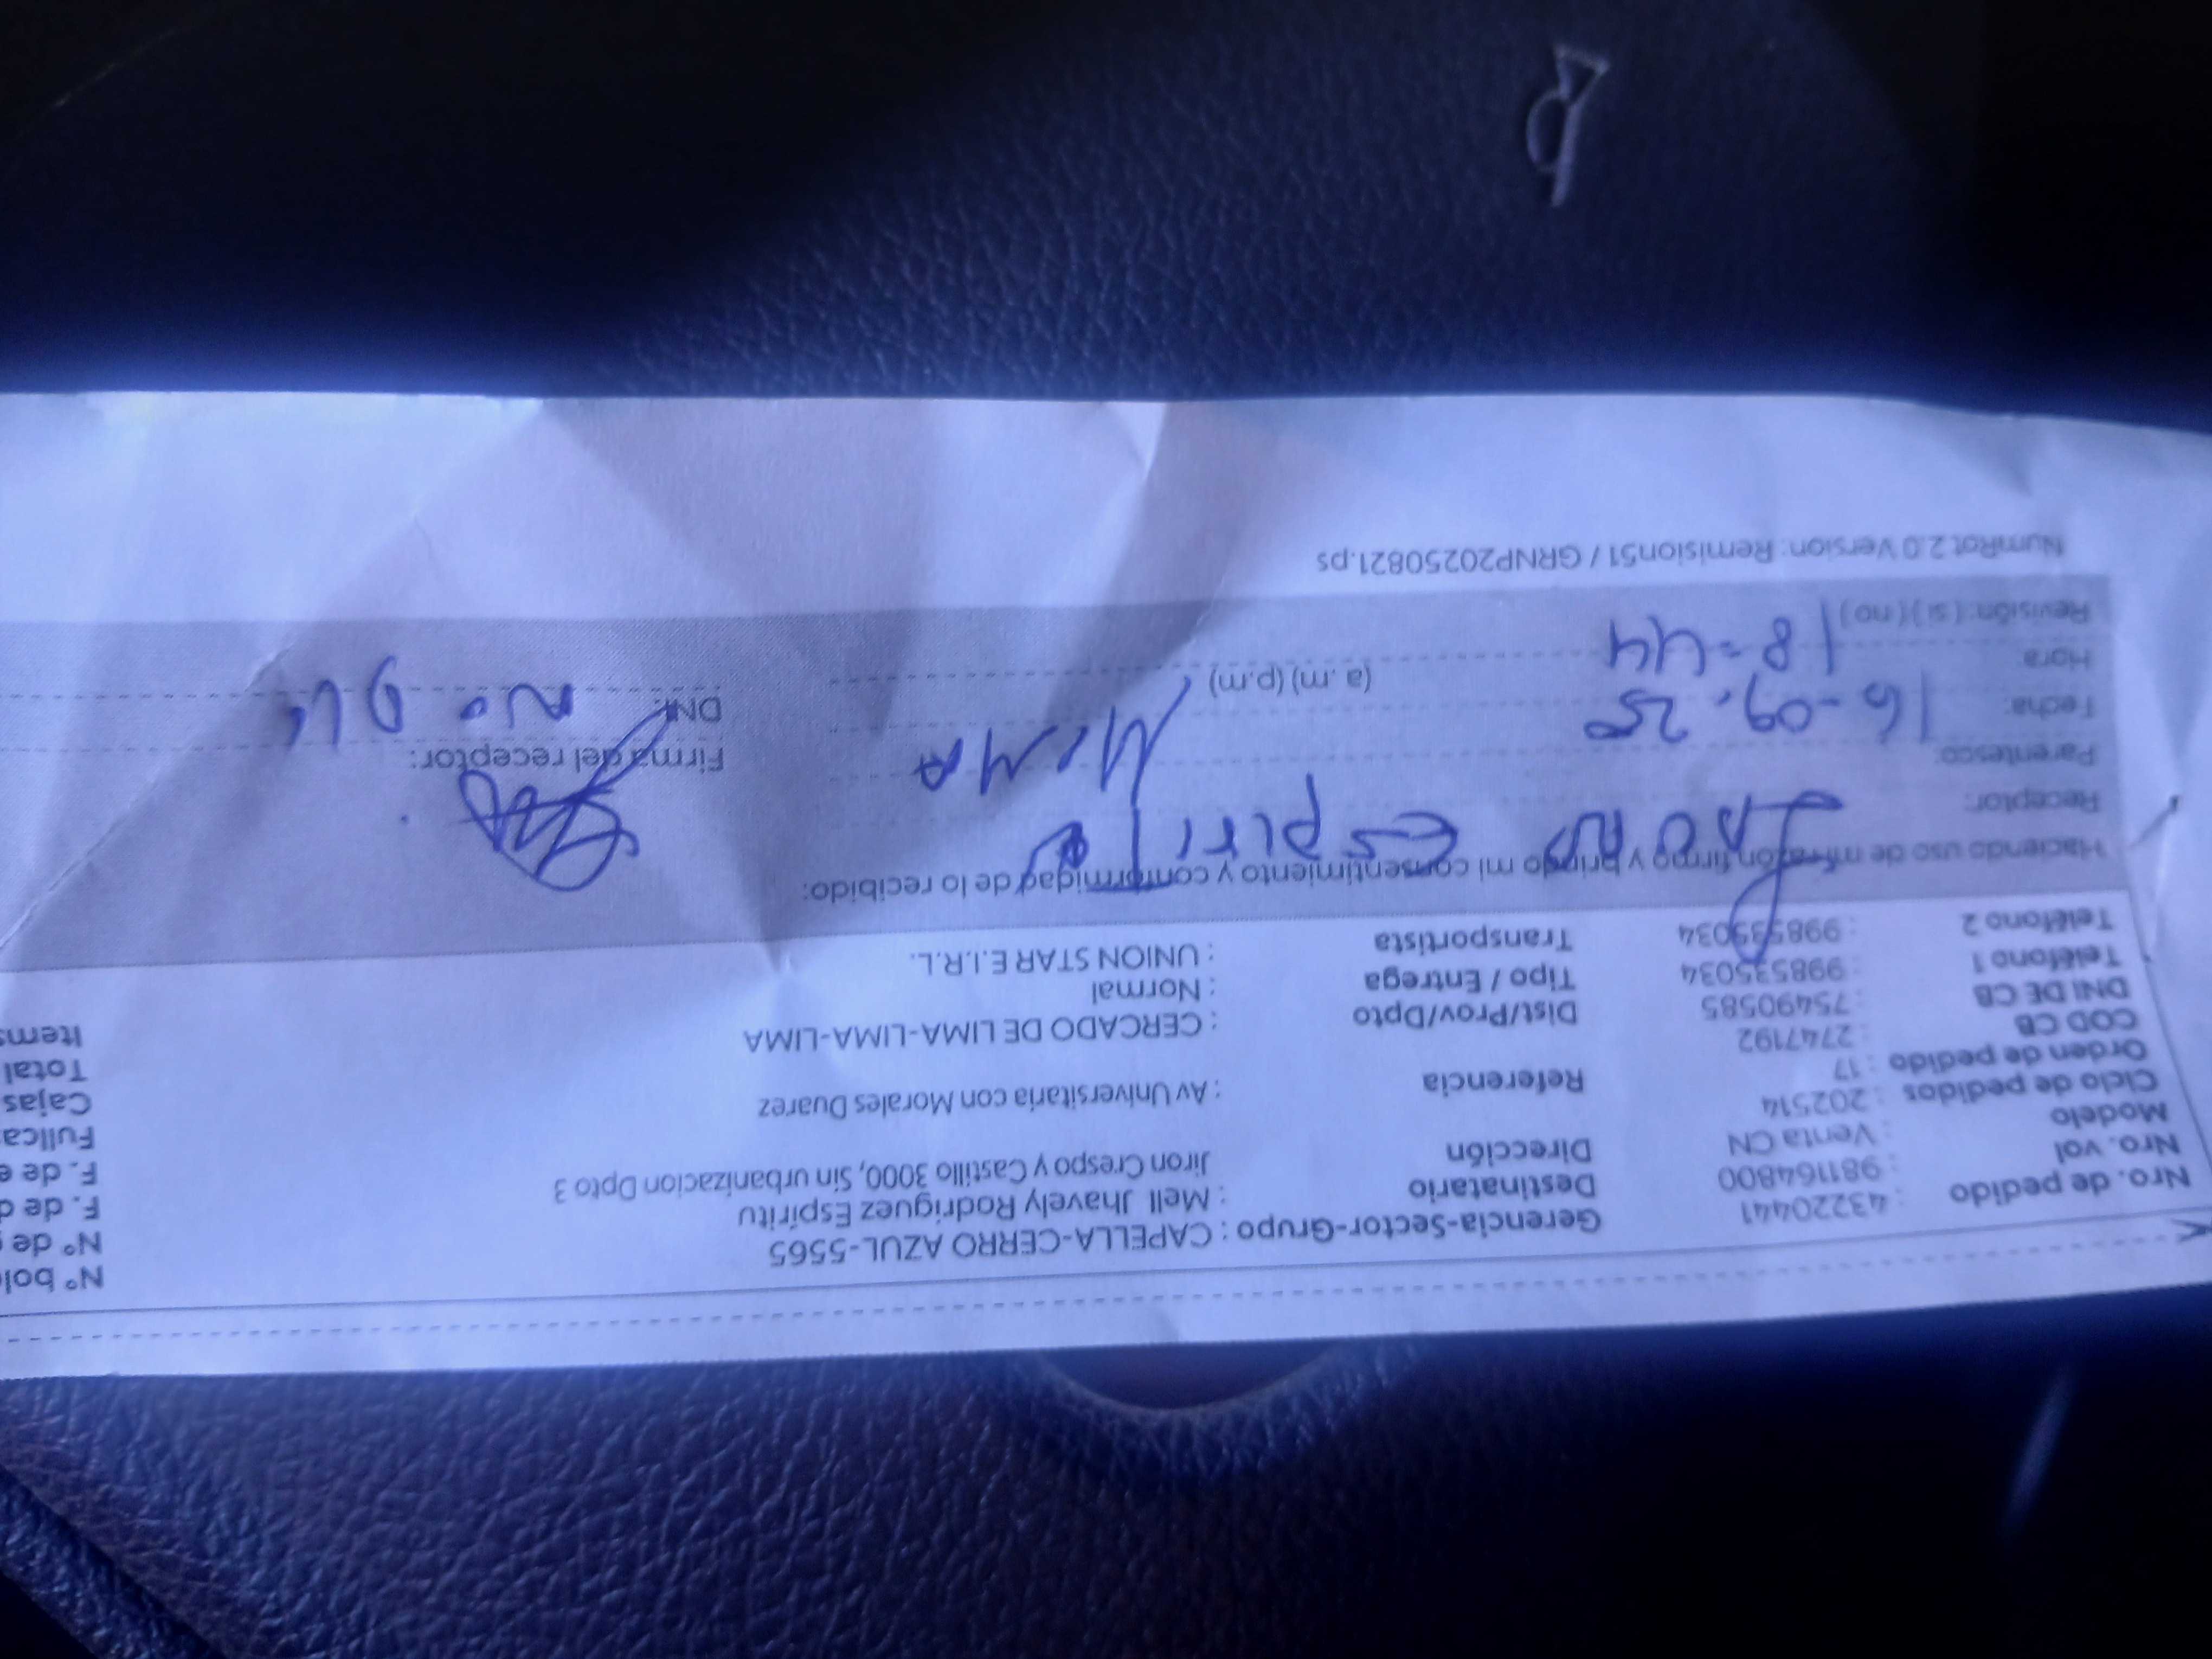 Nº bole
Nro. de pedido : 43220441 Gerencia-Sector-Grupo : CAPELLA-CERRO AZUL-5565 Nº de
Nro. vol : 981164800 Destinatario : Mell Jhavely Rodriguez Espíritu F. de
Modelo : Venta CN Dirección Jiron Crespo y Castillo 3000, Sin urbanizacion Dpto 3 F. de e
Ciclo de pedidos : 202514 Fullca
Orden de pedido : 17 Referencia : Av Universitaria con Morales Duarez Cajas
COD CB : 2747192 Total
DNI DE CB : 75490585 Dist/Prov/Dpto : CERCADO DE LIMA-LIMA-LIMA Items
Teléfono 1 : 998535034 Tipo / Entrega : Normal
Teléfono 2 : 998535034 Transportista : UNION STAR E.I.R.L.
Haciendo uso de mi firmo y brindo mi consentimiento y conformidad de lo recibido:
Receptor: Espiritu
Parentesco: Firma del receptor:
Fecha: 16-09-25 DNI:
Hora: 18=44 (a.m) (p.m)
Revisión: (si) (no)
NumRot 2.0 Version: Remision51 / GRNP20250821.ps